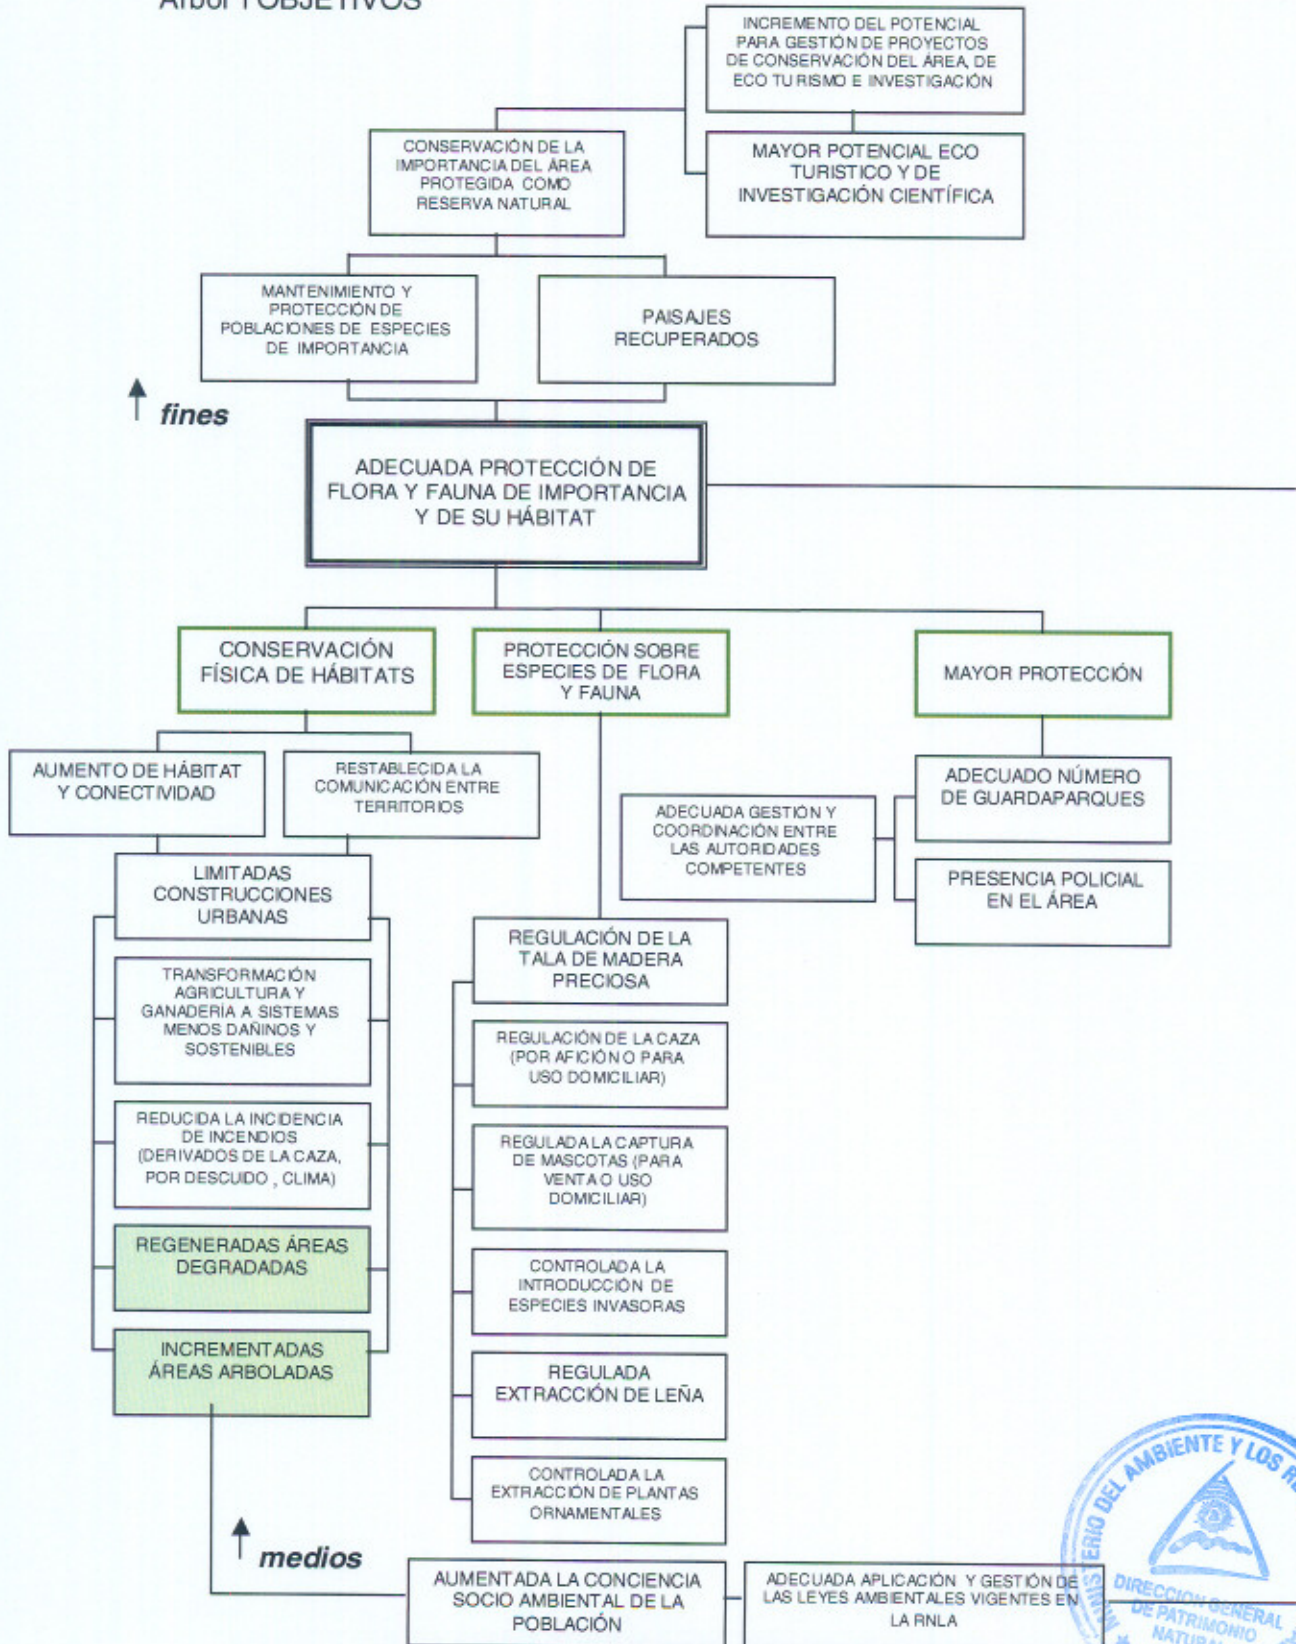 Árbol 1 OBJETIVOS
INCREMENTO DEL POTENCIAL
PARA GESTIÓN DE PROYECTOS
DE CONSERVACIÓN DEL ÁREA, DE
ECO TURISMO E INVESTIGACIÓN
CONSERVACIÓN DE LA
IMPORTANCIA DEL ÁREA
PROTEGIDA COMO
RESERVA NATURAL
MAYOR POTENCIAL ECO
TURISTICO Y DE
INVESTIGACIÓN CIENTÍFICA
MANTENIMIENTO Y
PROTECCIÓN DE
POBLACIONES DE ESPECIES
DE IMPORTANCIA
PAISAJES
RECUPERADOS
fines
ADECUADA PROTECCIÓN DE
FLORA Y FAUNA DE IMPORTANCIA
Y DE SU HÁBITAT
CONSERVACIÓN
FÍSICA DE HÁBITATS
PROTECCIÓN SOBRE
ESPECIES DE FLORA
Y FAUNA
MAYOR PROTECCIÓN
AUMENTO DE HÁBITAT
Y CONECTIVIDAD
RESTABLECIDA LA
COMUNICACIÓN ENTRE
TERRITORIOS
ADECUADO NÚMERO
DE GUARDAPARQUES
ADECUADA GESTIÓN Y
COORDINACIÓN ENTRE
LAS AUTORIDADES
COMPETENTES
PRESENCIA POLICIAL
EN EL ÁREA
LIMITADAS
CONSTRUCCIONES
URBANAS
TRANSFORMACIÓN
AGRICULTURA Y
GANADERÍA A SISTEMAS
MENOS DAÑINOS Y
SOSTENIBLES
REDUCIDA LA INCIDENCIA
DE INCENDIOS
(DERIVADOS DE LA CAZA,
POR DESCUIDO , CLIMA)
REGENERADAS ÁREAS
DEGRADADAS
INCREMENTADAS
ÁREAS ARBOLADAS
REGULACIÓN DE LA
TALA DE MADERA
PRECIOSA
REGULACIÓN DE LA CAZA
(POR AFICIÓN O PARA
USO DOMICILIAR)
REGULADA LA CAPTURA
DE MASCOTAS (PARA
VENTA O USO
DOMICILIAR)
CONTROLADA LA
INTRODUCCIÓN DE
ESPECIES INVASORAS
REGULADA
EXTRACCIÓN DE LEÑA
CONTROLADA LA
EXTRACCIÓN DE PLANTAS
ORNAMENTALES
medios
AUMENTADA LA CONCIENCIA
SOCIO AMBIENTAL DE LA
POBLACIÓN
ADECUADA APLICACIÓN Y GESTIÓN DE
LAS LEYES AMBIENTALES VIGENTES EN
LA RNLA
MINISTERIO DEL AMBIENTE Y LOS
DIRECCION GENERAL
DE PATRIMONIO